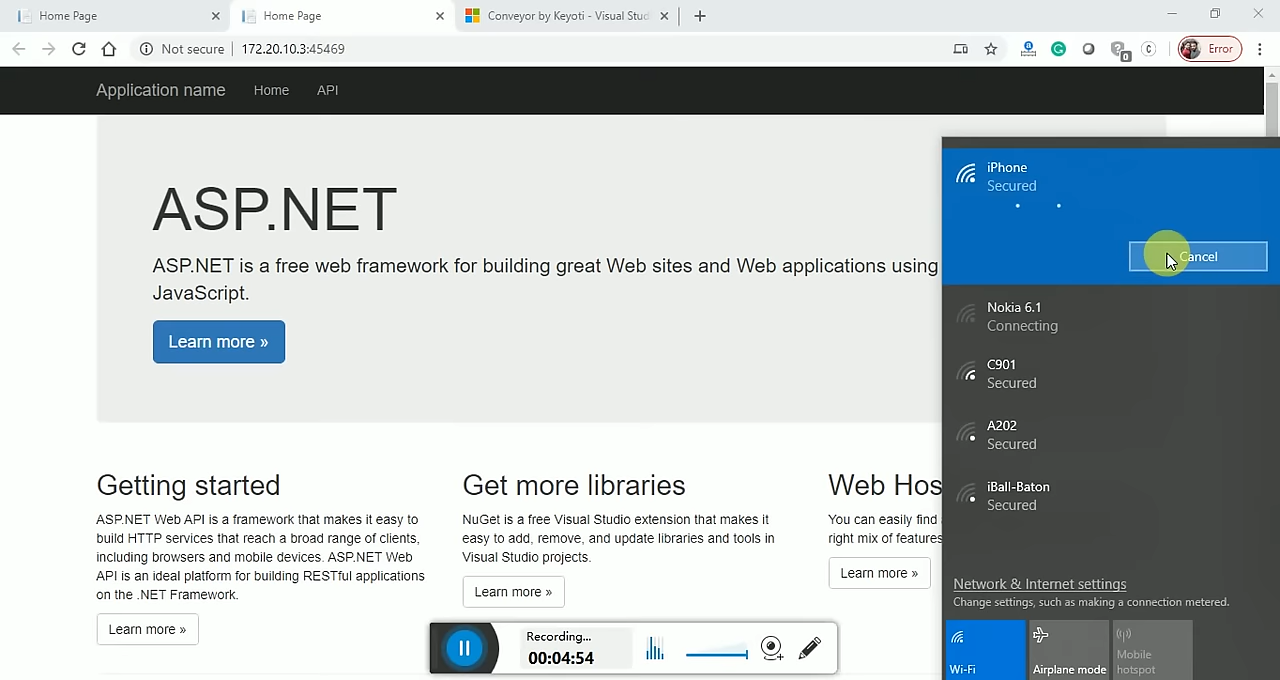 Home Page
Home Page
Conveyor by Keyoti - Visual Stud
Not secure
172.20.10.3:45469
0
C
Error
Application name
Home
API
ASP.NET
ASP.NET is a free web framework for building great Web sites and Web applications using
JavaScript.
Learn more »
Getting started
ASP.NET Web API is a framework that makes it easy to
build HTTP services that reach a broad range of clients,
including browsers and mobile devices. ASP.NET Web
API is an ideal platform for building RESTful applications
on the .NET Framework.
Learn more »
Get more libraries
NuGet is a free Visual Studio extension that makes it
easy to add, remove, and update libraries and tools in
Visual Studio projects.
Learn more »
Web Hos
You can easily find
right mix of features
Learn more »
iPhone
Secured
Cancel
Nokia 6.1
Connecting
C901
Secured
A202
Secured
iBall-Baton
Secured
Network & Internet settings
Change settings, such as making a connection metered.
Wi-Fi
Airplane mode
Mobile
hotspot
Recording...
00:04:54